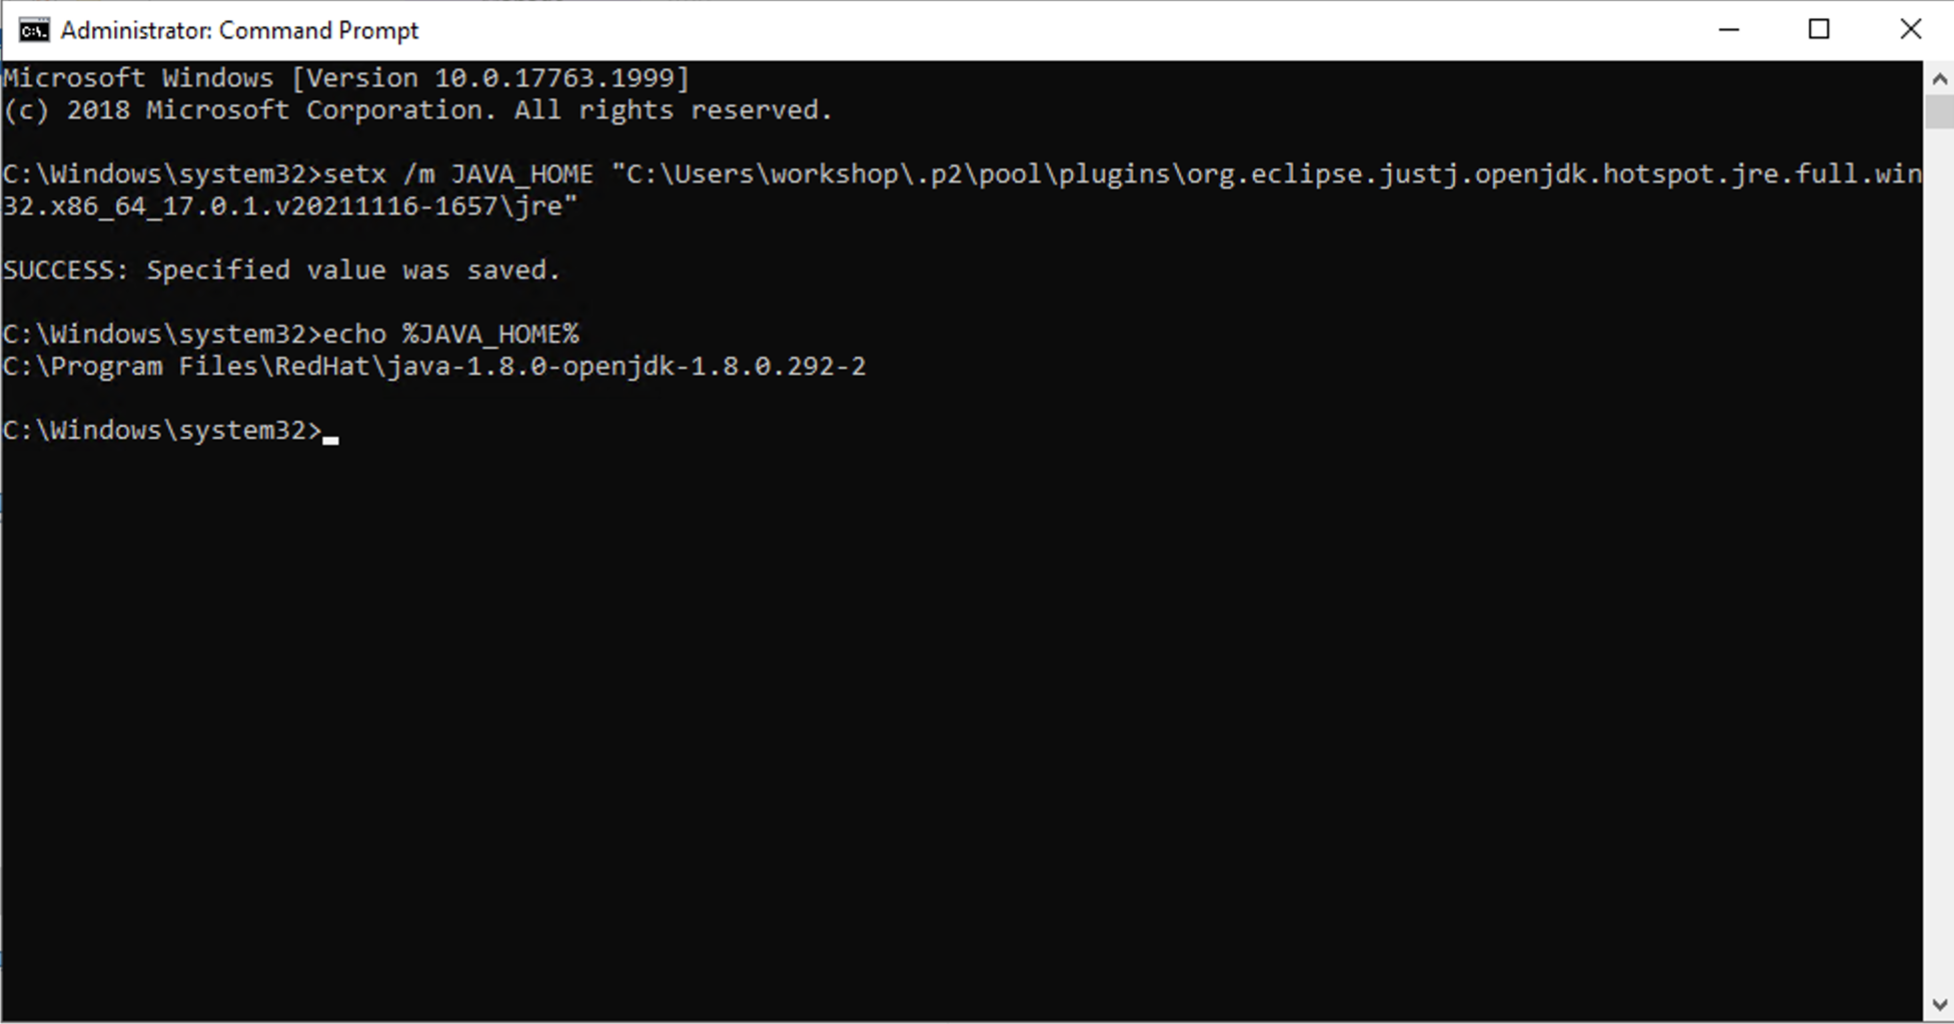 Administrator: Command Prompt
Microsoft Windows [Version 10.0.17763.1999]
(c) 2018 Microsoft Corporation. All rights reserved.
C:\Windows\system32>setx /m JAVA_HOME "C:\Users\workshop\.p2\pool\plugins\org.eclipse.justj.openjdk.hotspot.jre.full.win
32.x86_64_17.0.1.v20211116-1657\jre"
SUCCESS: Specified value was saved.
C:\Windows\system32>echo %JAVA_HOME%
C:\Program Files\RedHat\java-1.8.0-openjdk-1.8.0.292-2
C:\Windows\system32>